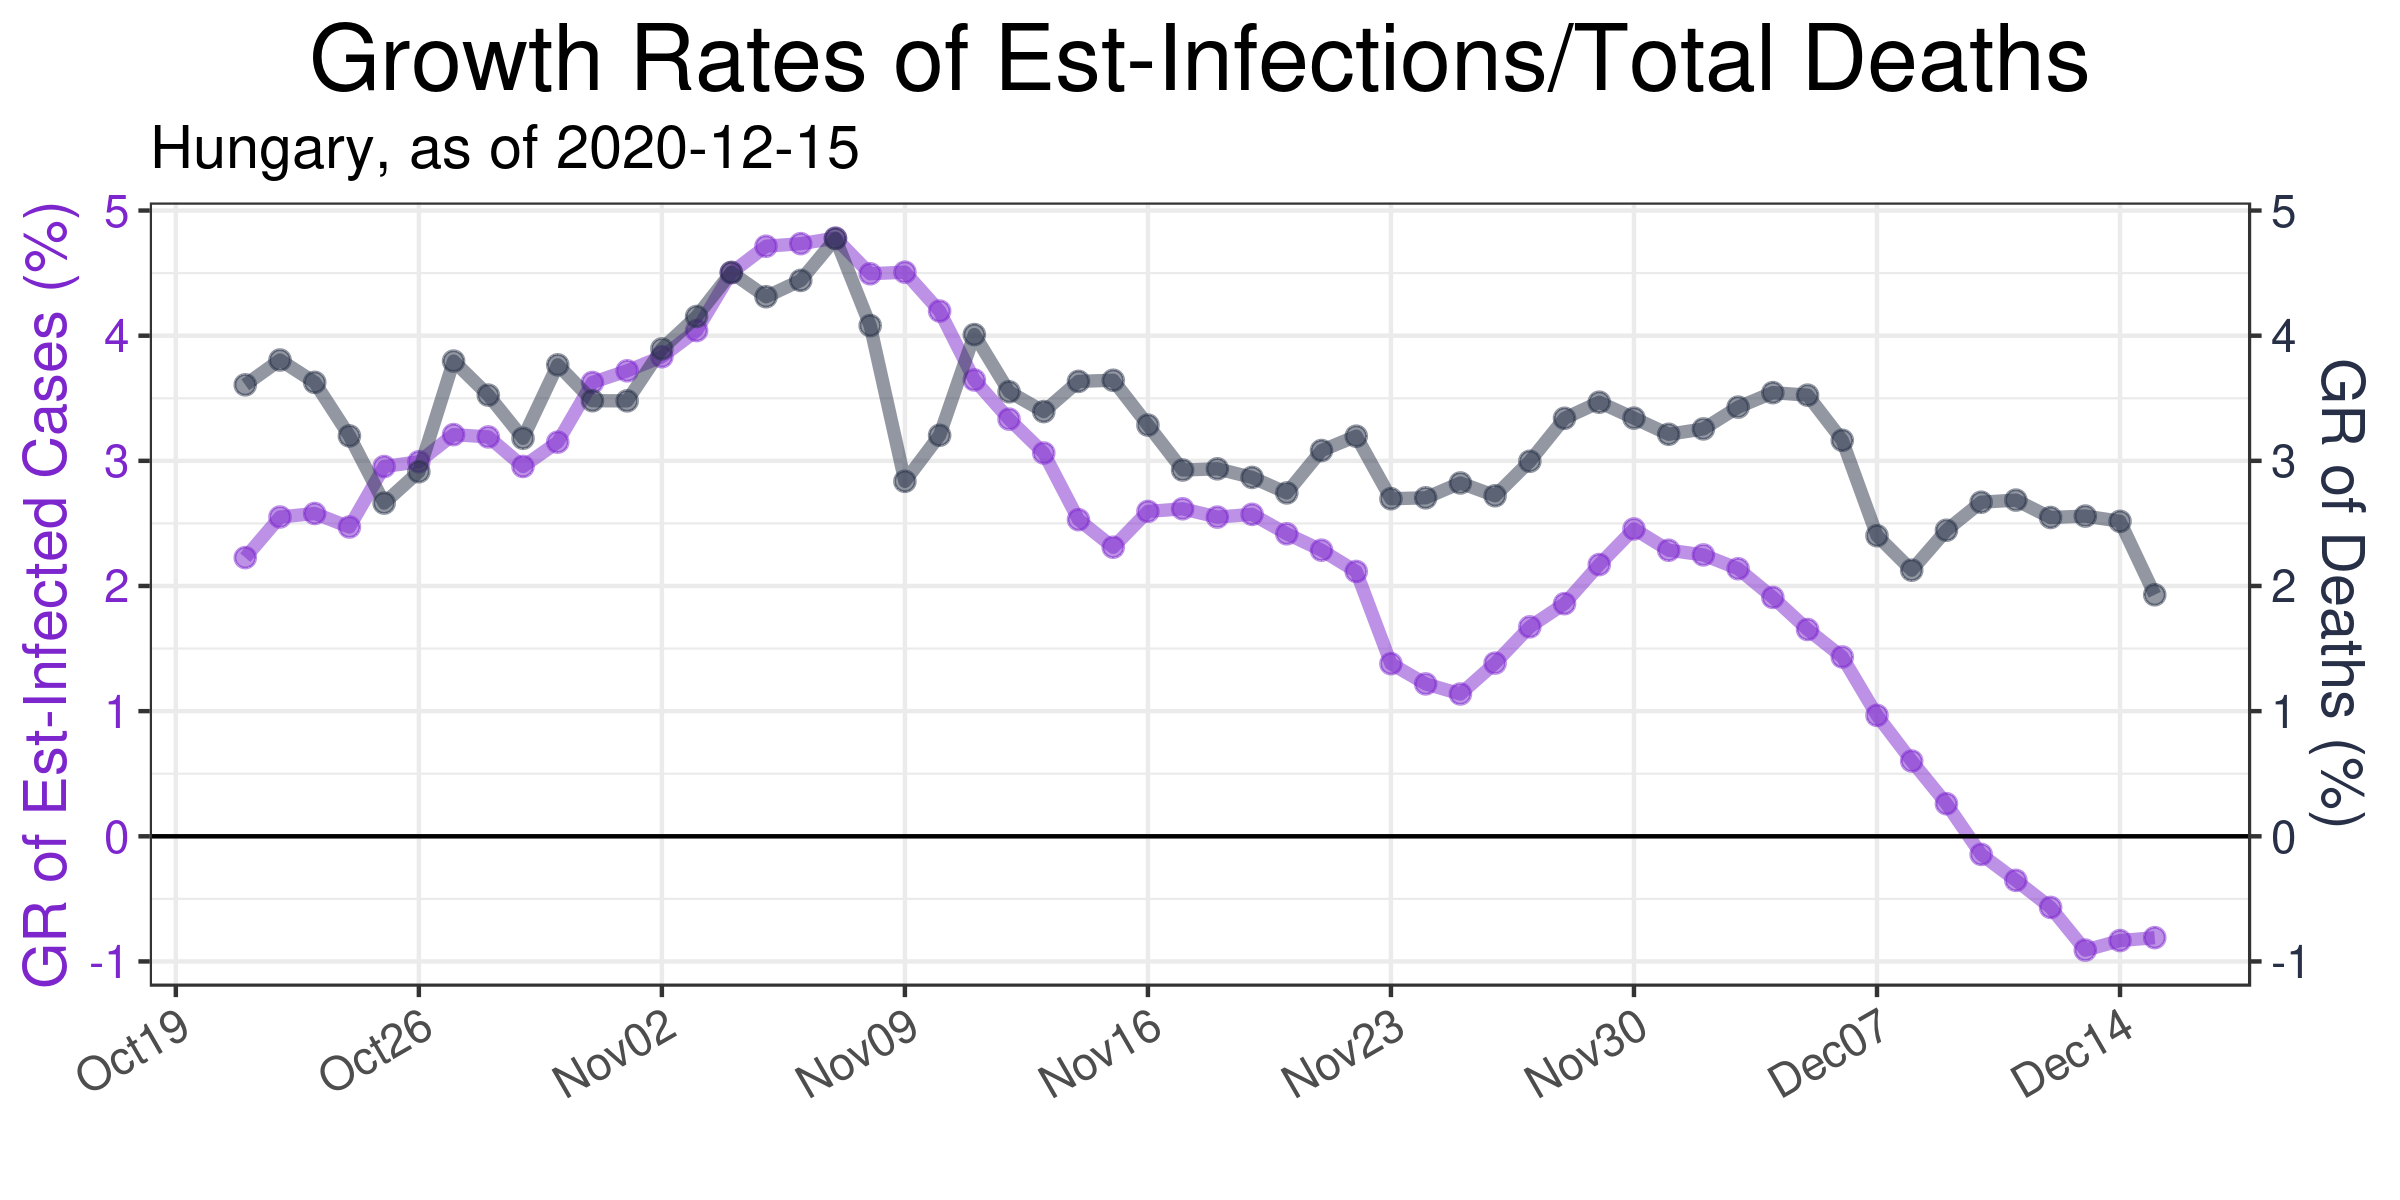 Growth Rates of Est-Infections/Total Deaths
Hungary, as of 2020-12-15
GR of Est-Infected Cases (%)
5
4
3
2
1
0
-1
5
4
3
2
1
0
-1
GR of Deaths (%)
Oct19
Oct26
Nov02
Nov09
Nov16
Nov23
Nov30
Dec07
Dec14